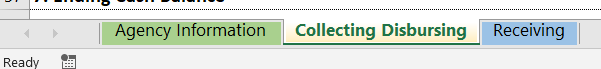 Ending Cash Balance
Agency Information Collecting Disbursing Receiving
Ready